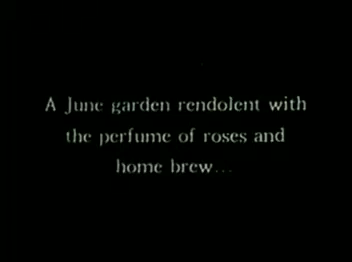 A June garden rendolent with
the perfume of roses and
home brew...